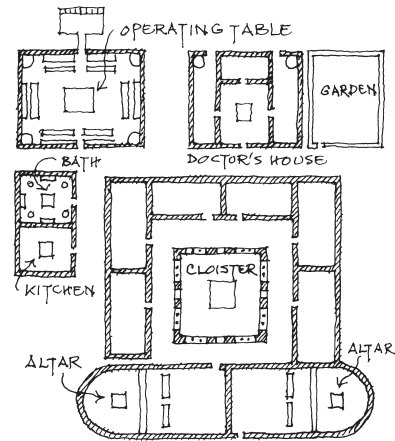 OPERATING TABLE
GARDEN
DOCTOR'S HOUSE
BATH
CLOISTER
KITCHEN
ALTAR
ALTAR